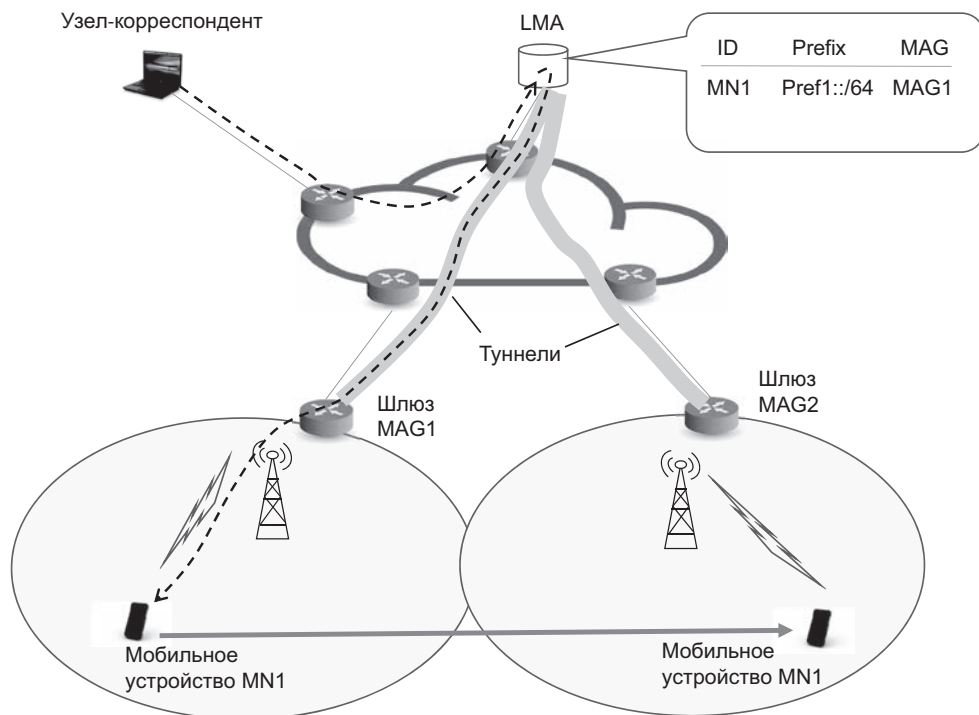 Узел-корреспондент
LMA
ID Prefix MAG
MN1 Pref1::/64 MAG1
Туннели
Шлюз
MAG1
Шлюз
MAG2
Мобильное
устройство MN1
Мобильное
устройство MN1